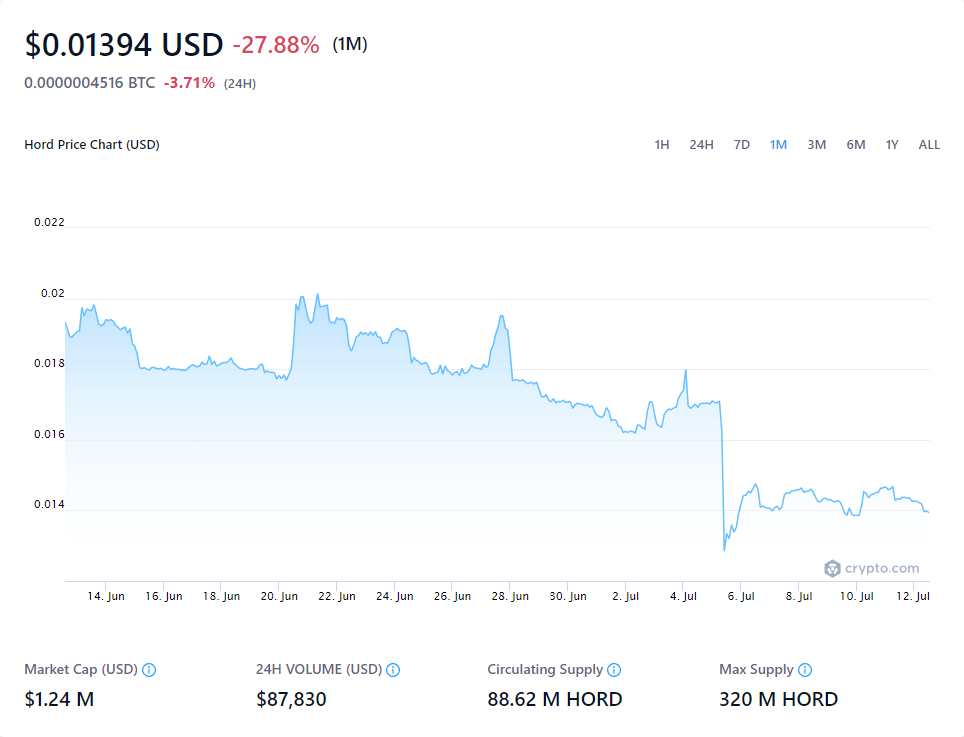 $0.01394 USD -27.88% (1M)
0.0000004516 BTC -3.71% (24H)
Hord Price Chart (USD) 1H 24H 7D 1M 3M 6M 1Y ALL
0.022
0.02
0.018
0.016
0.014
crypto.com
14. Jun 16. Jun 18. Jun 20. Jun 22. Jun 24. Jun 26. Jun 28. Jun 30. Jun 2. Jul 4. Jul 6. Jul 8. Jul 10. Jul 12. Jul
Market Cap (USD) 24H VOLUME (USD) Circulating Supply Max Supply
$1.24 M $87,830 88.62 M HORD 320 M HORD